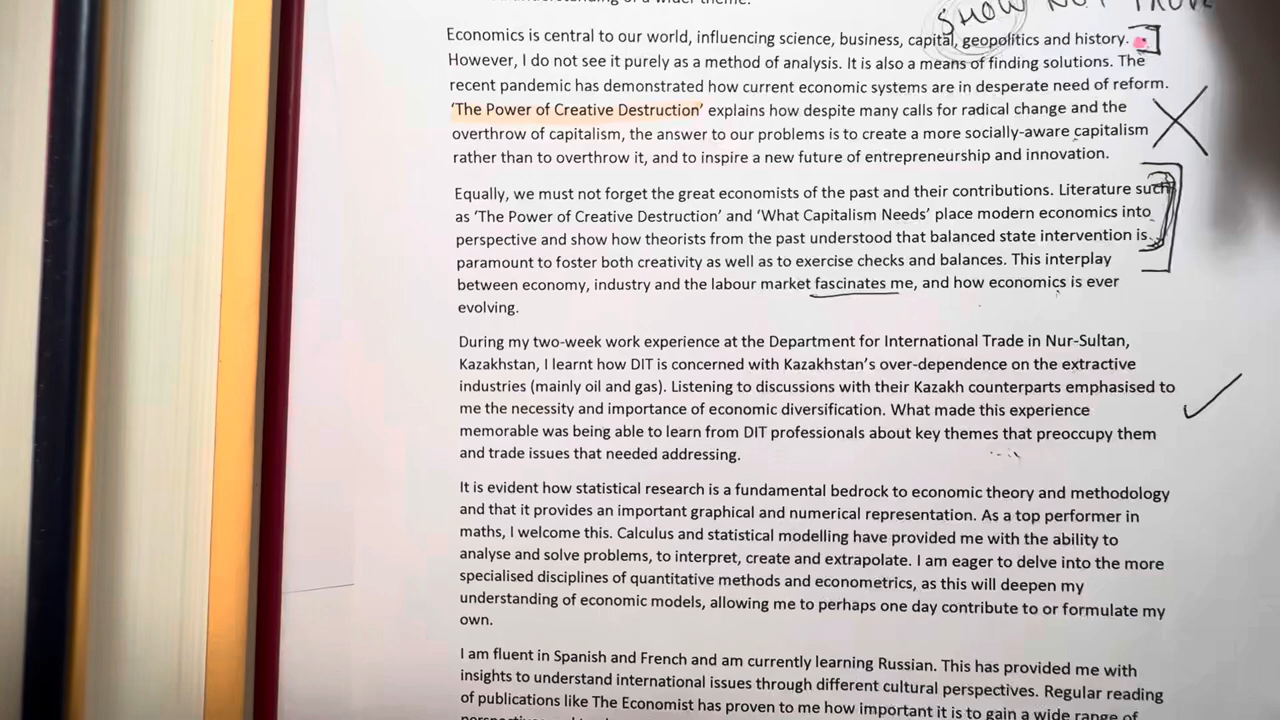 of a wider theme.
SHOW NOT
Economics is central to our world, influencing science, business, capital, geopolitics and history.
However, I do not see it purely as a method of analysis. It is also a means of finding solutions. The
recent pandemic has demonstrated how current economic systems are in desperate need of reform.
‘The Power of Creative Destruction’ explains how despite many calls for radical change and the
overthrow of capitalism, the answer to our problems is to create a more socially-aware capitalism
rather than to overthrow it, and to inspire a new future of entrepreneurship and innovation.
Equally, we must not forget the great economists of the past and their contributions. Literature such
as ‘The Power of Creative Destruction’ and ‘What Capitalism Needs’ place modern economics into
perspective and show how theorists from the past understood that balanced state intervention is
paramount to foster both creativity as well as to exercise checks and balances. This interplay
between economy, industry and the labour market fascinates me, and how economics is ever
evolving.
During my two-week work experience at the Department for International Trade in Nur-Sultan,
Kazakhstan, I learnt how DIT is concerned with Kazakhstan’s over-dependence on the extractive
industries (mainly oil and gas). Listening to discussions with their Kazakh counterparts emphasised to
me the necessity and importance of economic diversification. What made this experience
memorable was being able to learn from DIT professionals about key themes that preoccupy them
and trade issues that needed addressing.
It is evident how statistical research is a fundamental bedrock to economic theory and methodology
and that it provides an important graphical and numerical representation. As a top performer in
maths, I welcome this. Calculus and statistical modelling have provided me with the ability to
analyse and solve problems, to interpret, create and extrapolate. I am eager to delve into the more
specialised disciplines of quantitative methods and econometrics, as this will deepen my
understanding of economic models, allowing me to perhaps one day contribute to or formulate my
own.
I am fluent in Spanish and French and am currently learning Russian. This has provided me with
insights to understand international issues through different cultural perspectives. Regular reading
of publications like The Economist has proven to me how important it is to gain a wide range of